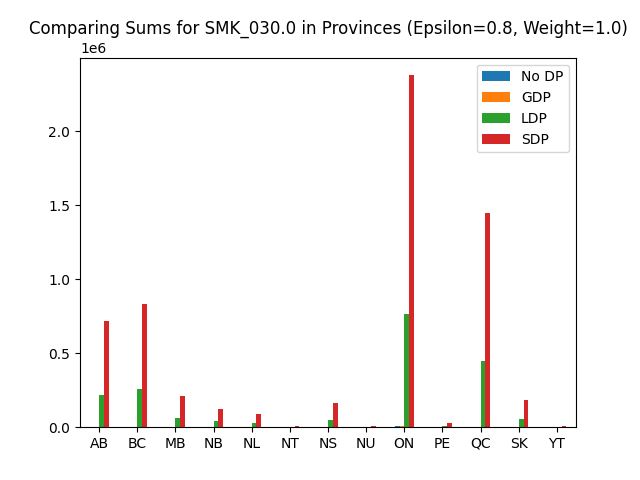 Comparing Sums for SMK_030.0 in Provinces (Epsilon=0.8, Weight=1.0)
1e6
No DP
GDP
LDP
SDP
2.0
1.5
1.0
0.5
0.0
AB BC MB NB NL NT NS NU ON PE QC SK YT